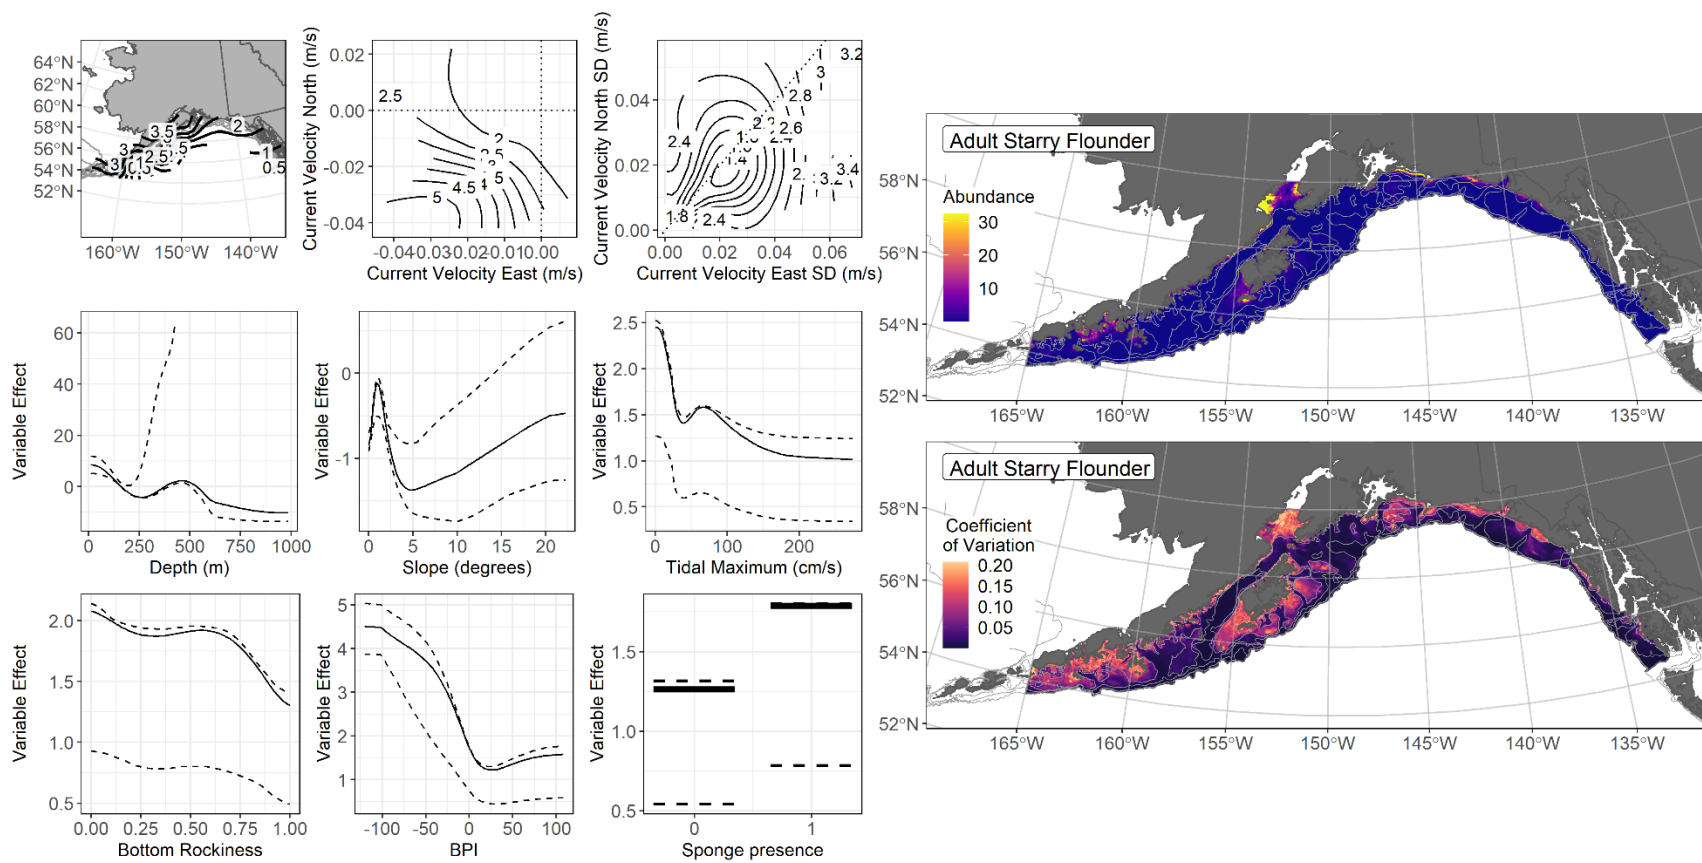 64°N
62°N
60°N
58°N
56°N
54°N
52°N
3.5
2
3
2.5
1
0.5
160°W
150°W
140°W
Current Velocity North (m/s)
0.02
0.00
-0.02
-0.04
2.5
2
4.5
5
-0.04
-0.03
-0.02
-0.01
0.00
Current Velocity East (m/s)
Current Velocity North SD (m/s)
0.04
0.02
0.00
3.2
3
2.8
2.6
2.4
2.4
1.4
3.4
3.2
1.8
2.4
0.00
0.02
0.04
0.06
Current Velocity East SD (m/s)
Variable Effect
60
40
20
0
0
250
500
750
1000
Depth (m)
Variable Effect
0
-1
0
5
10
15
20
Slope (degrees)
Variable Effect
2.5
2.0
1.5
1.0
0.5
0
100
200
Tidal Maximum (cm/s)
Variable Effect
2.0
1.5
1.0
0.5
0.00
0.25
0.50
0.75
1.00
Bottom Rockiness
Variable Effect
5
4
3
2
1
-100
-50
0
50
100
BPI
Variable Effect
1.5
1.0
0.5
0
1
Sponge presence
Adult Starry Flounder
Abundance
30
20
10
58°N
56°N
54°N
52°N
165°W
160°W
155°W
150°W
145°W
140°W
135°W
Adult Starry Flounder
Coefficient
of Variation
0.20
0.15
0.10
0.05
58°N
56°N
54°N
52°N
165°W
160°W
155°W
150°W
145°W
140°W
135°W